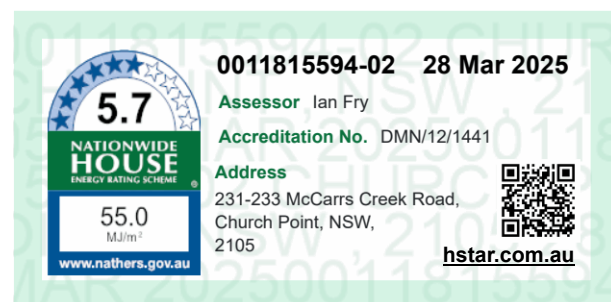 0011815594-02 28 Mar 2025
5.7
NATIONWIDE
HOUSE
ENERGY RATING SCHEME ®
55.0
MJ/m²
www.nathers.gov.au
Assessor Ian Fry
Accreditation No. DMN/12/1441
Address
231-233 McCarrs Creek Road,
Church Point, NSW,
2105
hstar.com.au